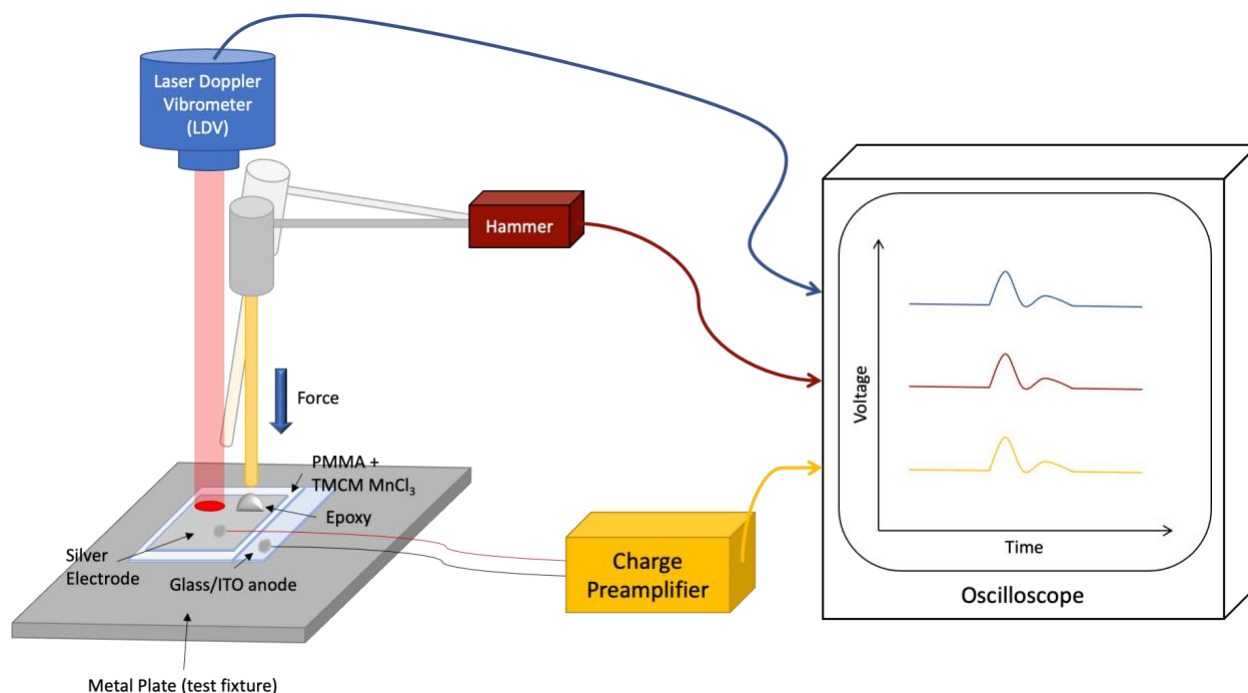 Laser Doppler
Vibrometer
(LDV)
Hammer
Force
PMMA +
TMCM MnCl₃
Epoxy
Silver
Electrode
Glass/ITO anode
Metal Plate (test fixture)
Charge
Preamplifier
Voltage
Time
Oscilloscope